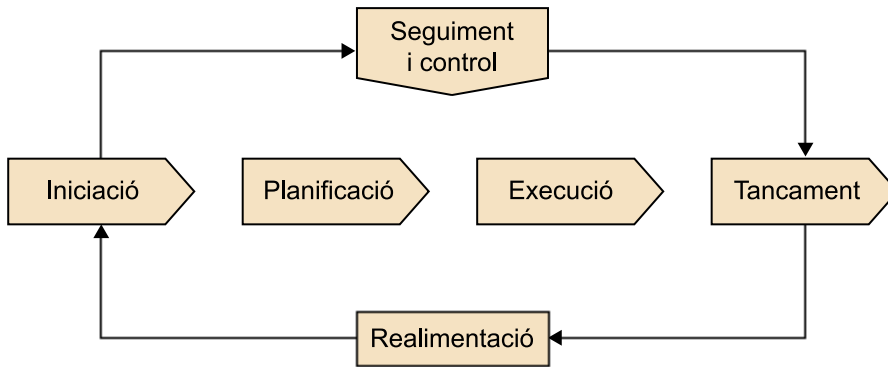 Seguiment
i control
Iniciació
Planificació
Execució
Tancament
Realimentació